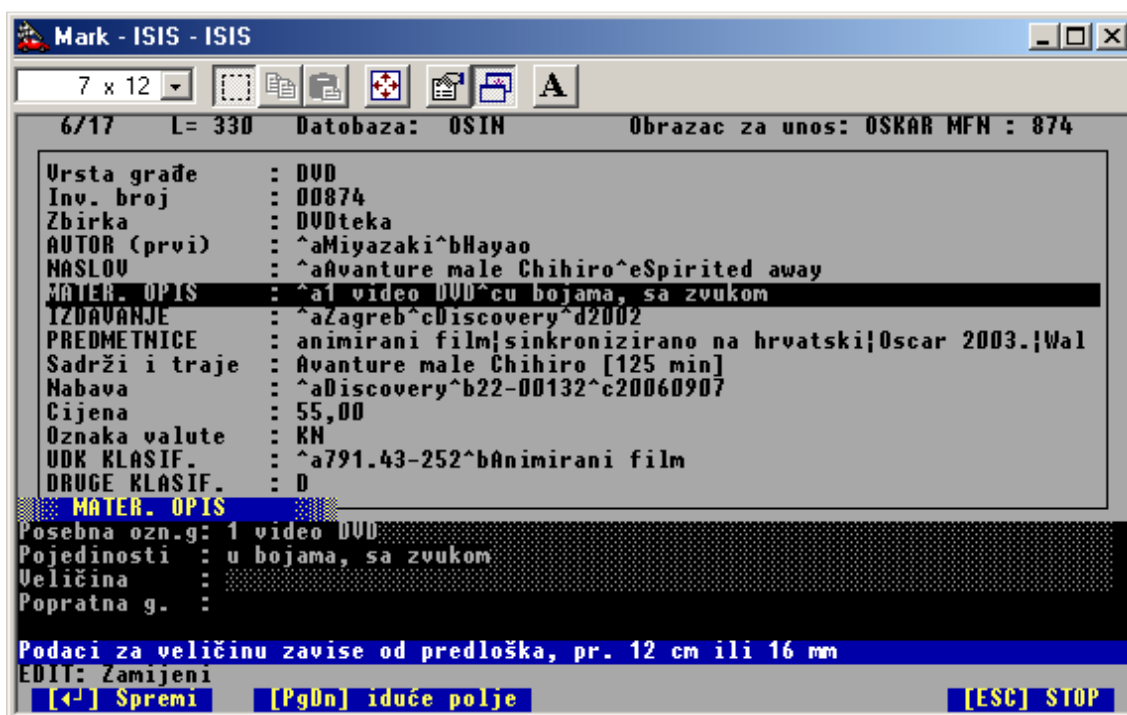 Mark - ISIS - ISIS
7 x 12 A
6/17 L= 330 Datobaza: OSIN Obrazac za unos: OSKAR MFN : 874
Vrsta građe : DVD
Inv. broj : 00874
Zbirka : DVDteka
AUTOR (prvi) : ^aMiyazaki^bHayao
NASLOV : ^aAvanture male Chihiro^eSpirited away
MATER. OPIS : ^a1 video DVD^cu bojama, sa zvukom
IZDAVANJE : ^aZagreb^cDiscovery^d2002
PREDMETNICE : animirani film¦sinkronizirano na hrvatski¦Oscar 2003.¦Wal
Sadrži i traje : Avanture male Chihiro [125 min]
Nabava : ^aDiscovery^b22-00132^c20060907
Cijena : 55,00
Oznaka valute : KN
UDK KLASIF. : ^a791.43-252^bAnimirani film
DRUGE KLASIF. : D
MATER. OPIS
Posebna ozn.g: 1 video DVD
Pojedinosti : u bojama, sa zvukom
Veličina :
Popratna g. :
Podaci za veličinu zavise od predloška, pr. 12 cm ili 16 mm
EDIT: Zamijeni
[↵] Spremi [PgDn] iduće polje [ESC] STOP